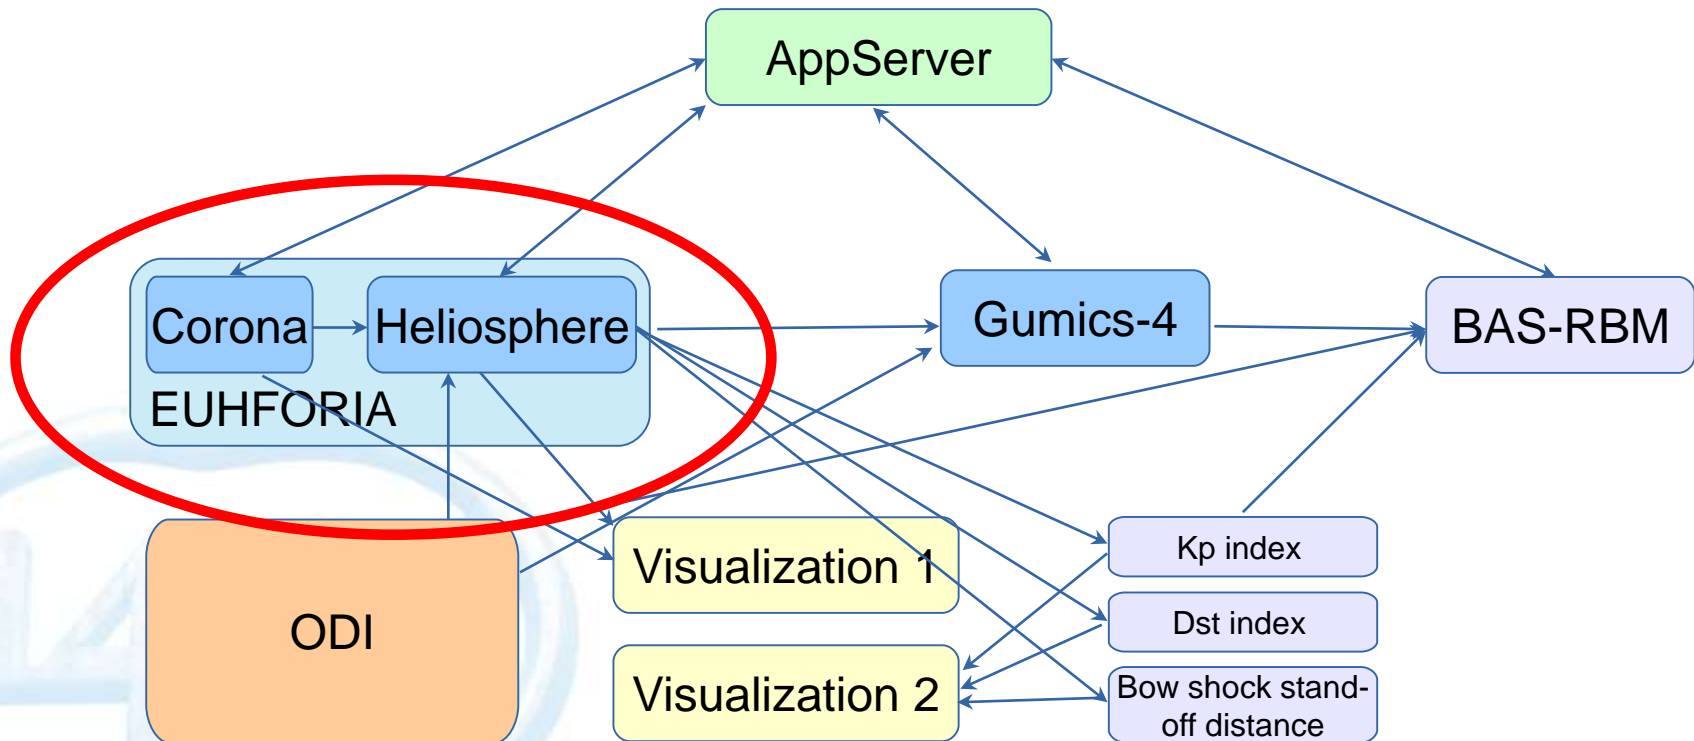 AppServer
Corona
Heliosphere
EUHFORIA
Gumics-4
BAS-RBM
ODI
Visualization 1
Visualization 2
Kp index
Dst index
Bow shock stand-
off distance